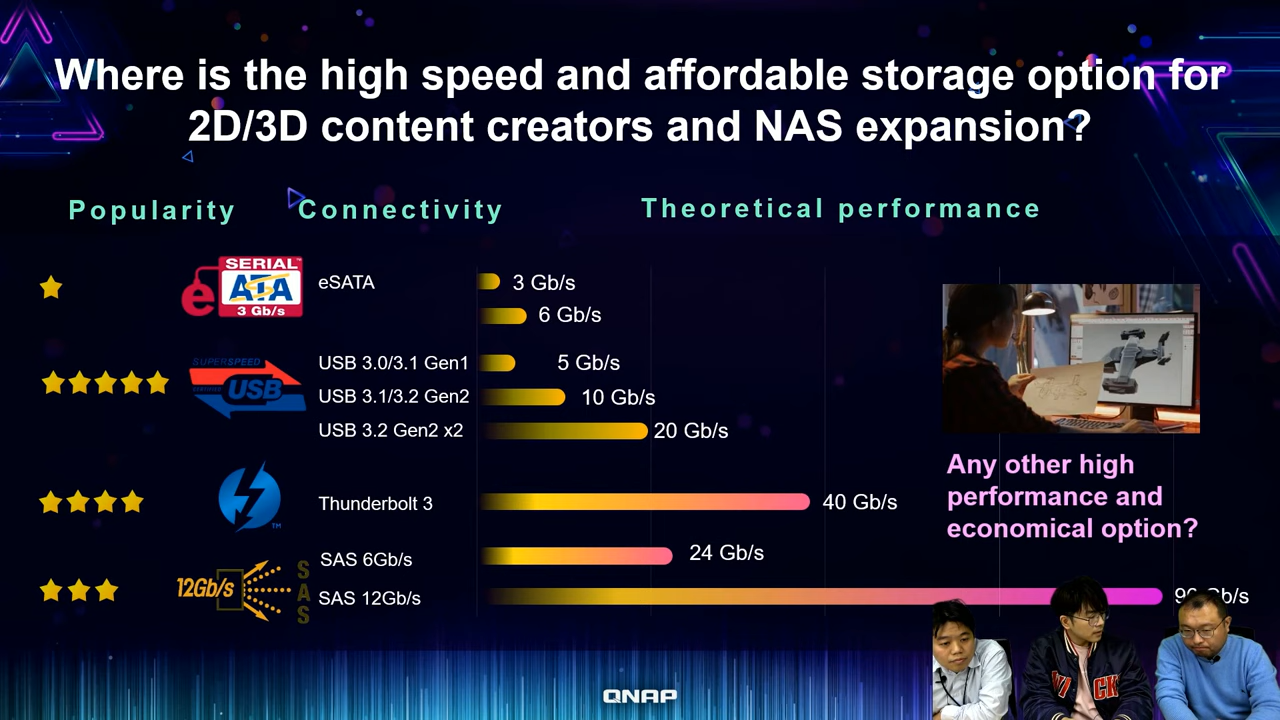 Where is the high speed and affordable storage option for
2D/3D content creators and NAS expansion?
Popularity
Connectivity
Theoretical performance
SERIAL
e ATA
3 Gb/s
eSATA
3 Gb/s
6 Gb/s
SUPERSPEED
USB
USB 3.0/3.1 Gen1
5 Gb/s
USB 3.1/3.2 Gen2
10 Gb/s
USB 3.2 Gen2 x2
20 Gb/s
TM
Thunderbolt 3
40 Gb/s
Any other high
performance and
economical option?
12Gb/s
SAS
SAS 6Gb/s
24 Gb/s
SAS 12Gb/s
QNAP